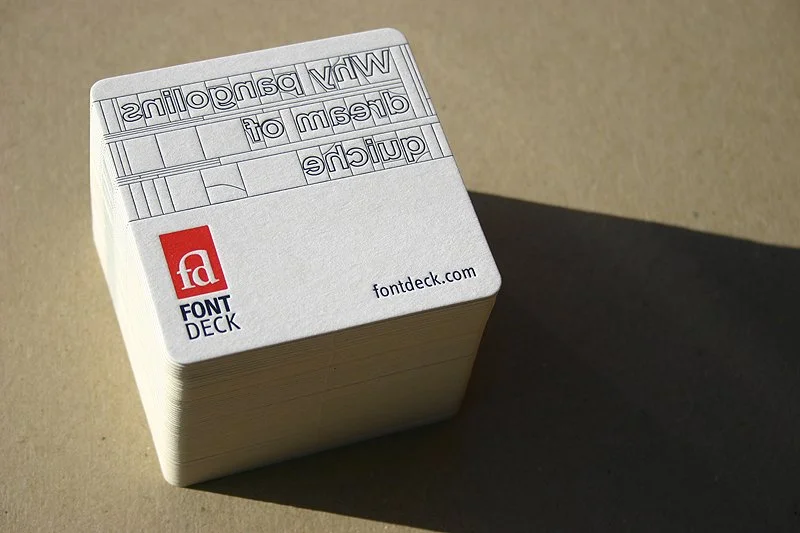 Why pangolins
dream of
quiche
fd
FONT
DECK
fontdeck.com